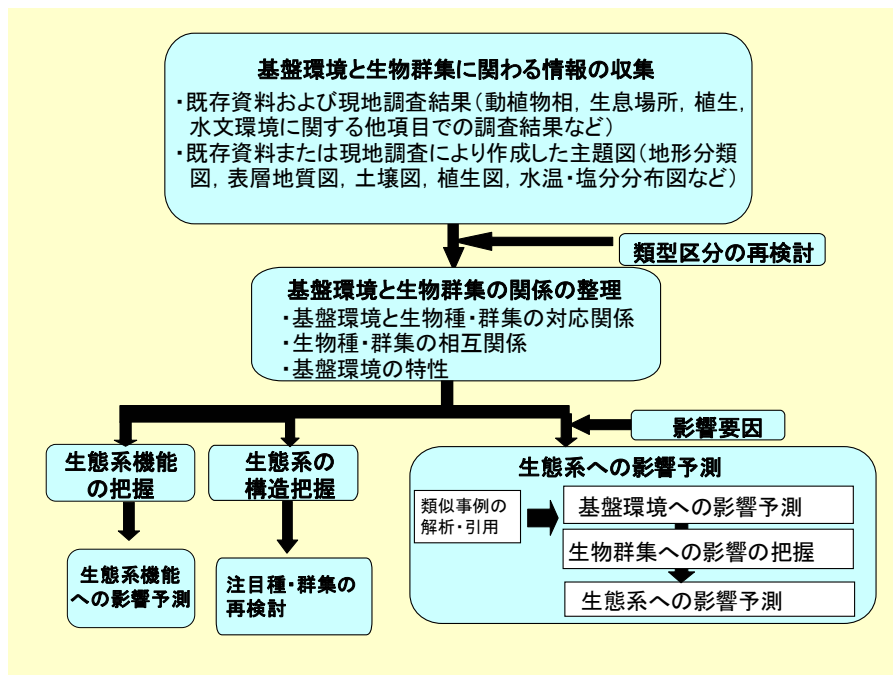 基盤環境と生物群集に関わる情報の収集
・既存資料および現地調査結果（動植物相，生息場所，植生，
水文環境に関する他項目での調査結果など）
・既存資料または現地調査により作成した主題図（地形分類
図，表層地質図，土壌図，植生図，水温・塩分分布図など）
類型区分の再検討
基盤環境と生物群集の関係の整理
・基盤環境と生物種・群集の対応関係
・生物種・群集の相互関係
・基盤環境の特性
影響要因
生態系機能
の把握
生態系の
構造把握
生態系への影響予測
類似事例の
解析・引用
基盤環境への影響予測
生物群集への影響の把握
生態系への影響予測
生態系機能
への影響予測
注目種・群集の
再検討